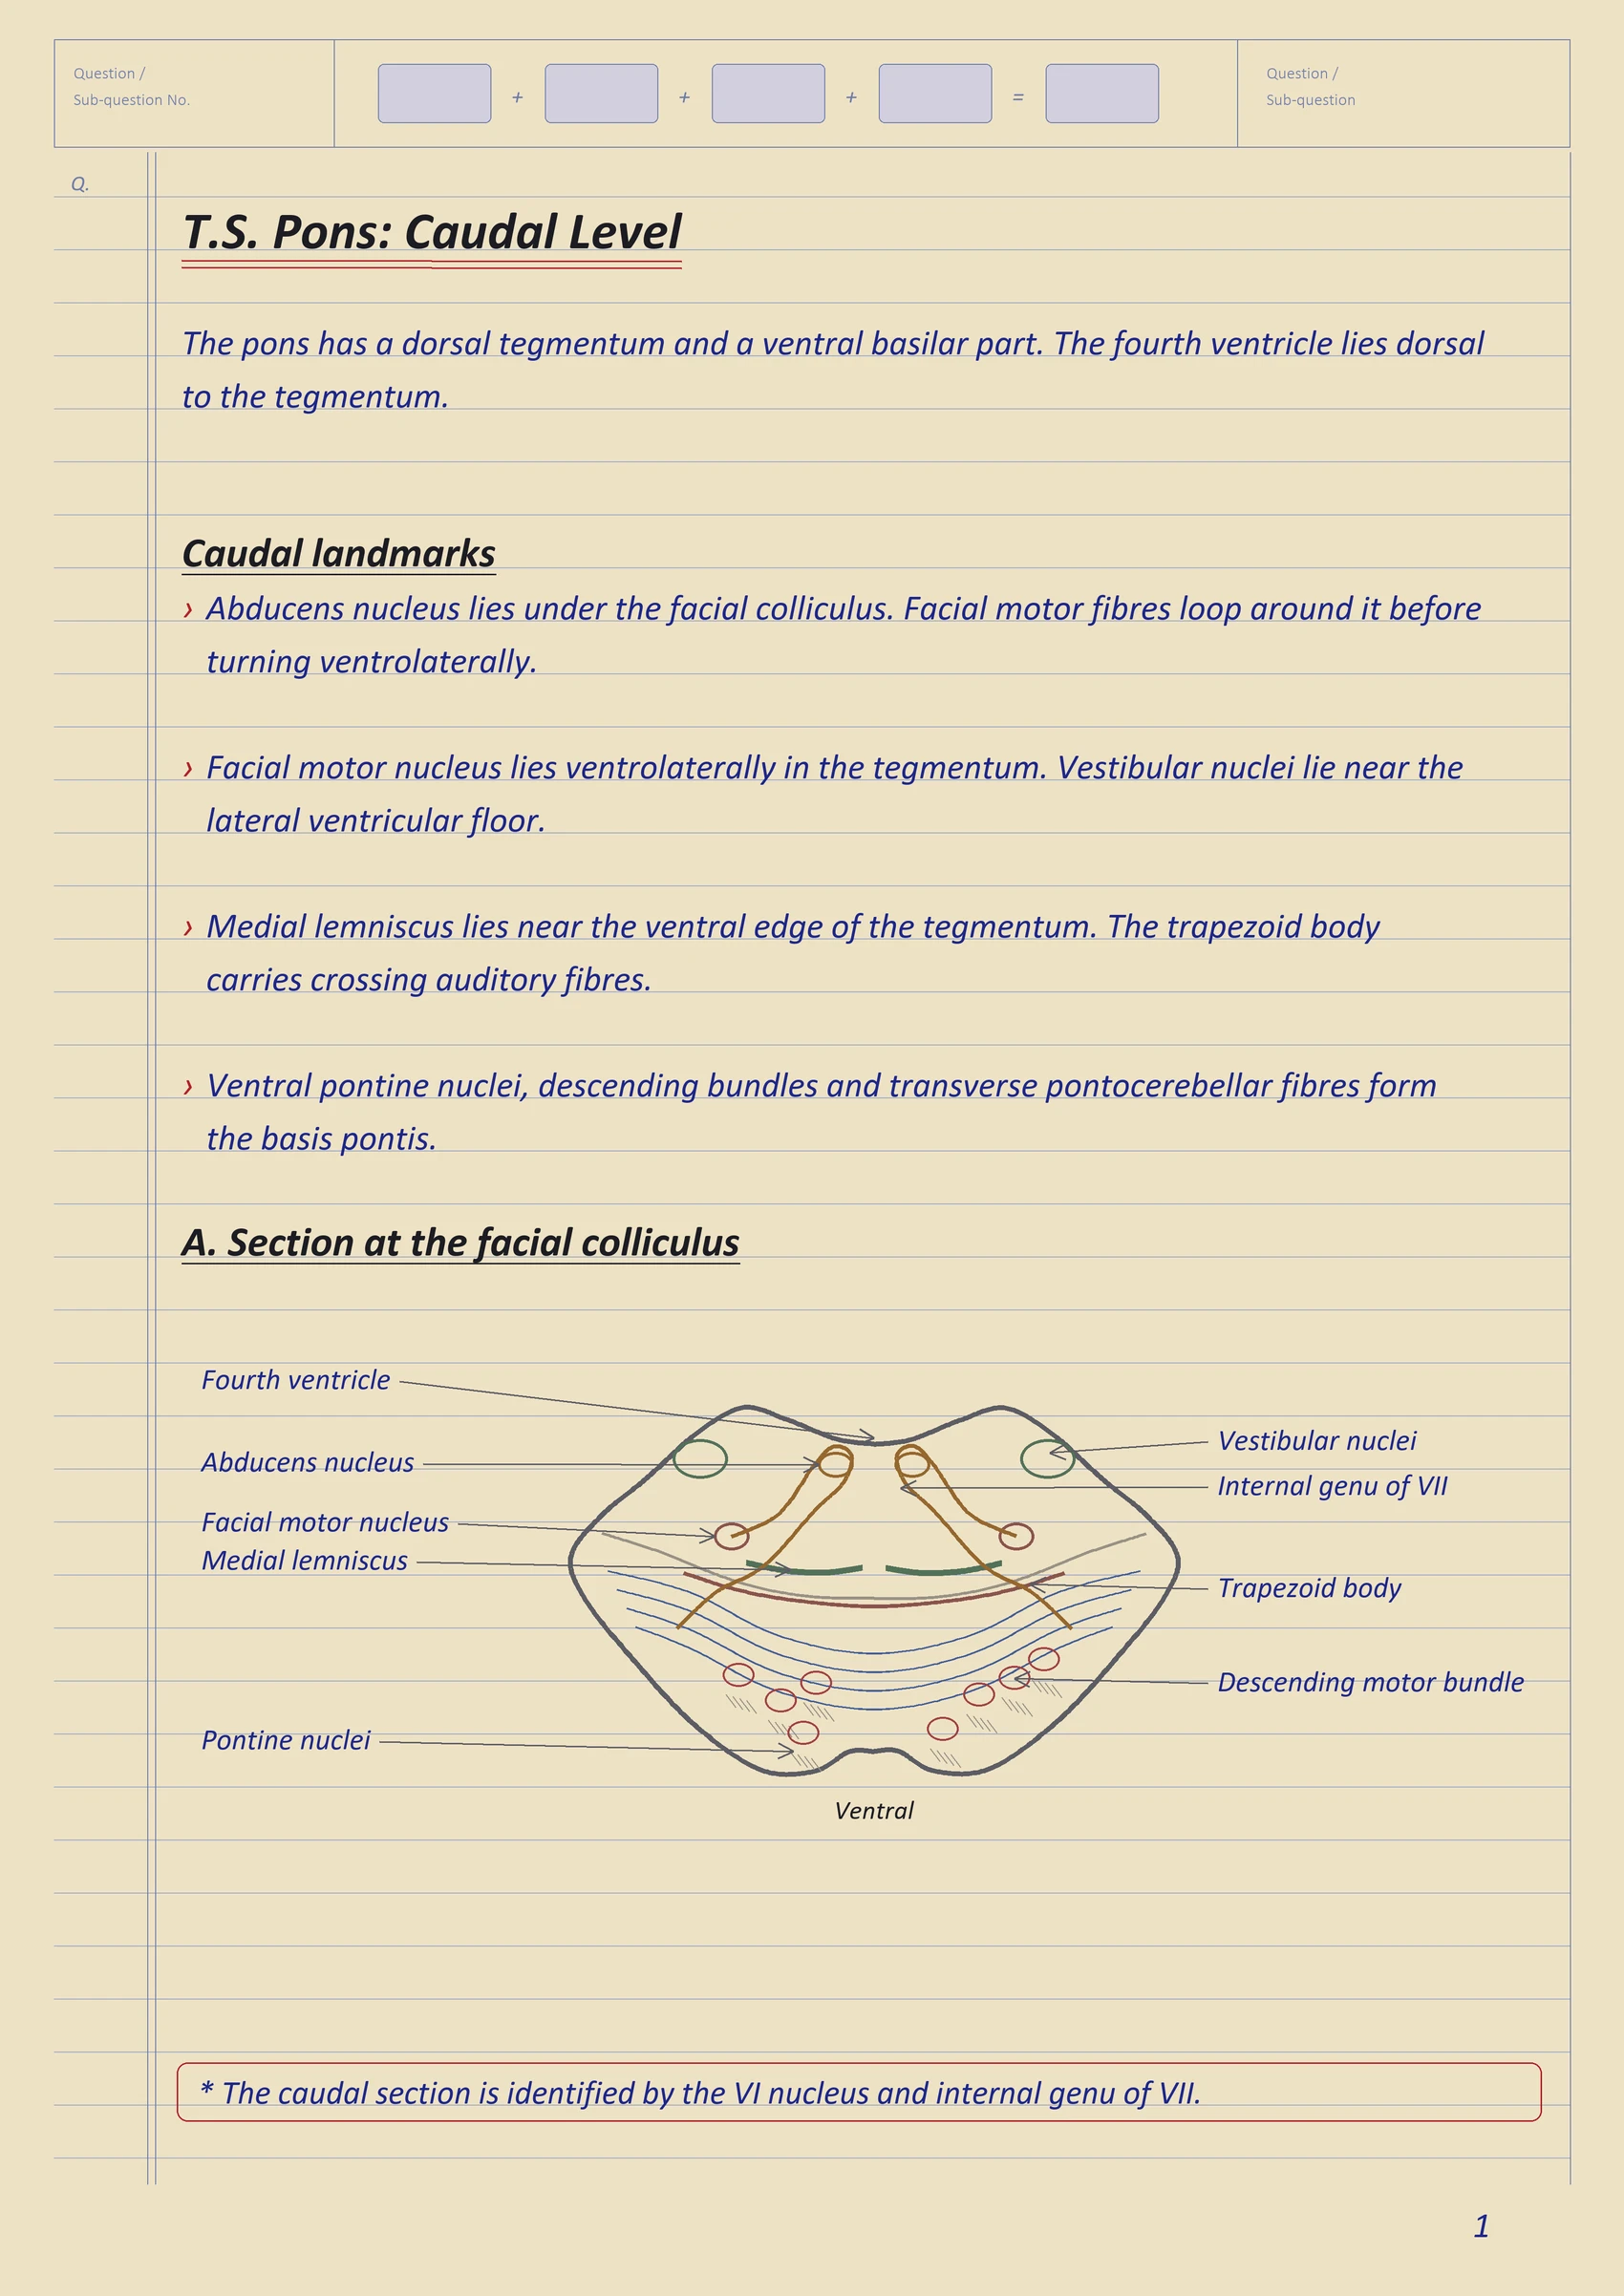 Question /
Sub-question No.
+ + + =
Question /
Sub-question
Q.
T.S. Pons: Caudal Level
The pons has a dorsal tegmentum and a ventral basilar part. The fourth ventricle lies dorsal
to the tegmentum.
Caudal landmarks
› Abducens nucleus lies under the facial colliculus. Facial motor fibres loop around it before
turning ventrolaterally.
› Facial motor nucleus lies ventrolaterally in the tegmentum. Vestibular nuclei lie near the
lateral ventricular floor.
› Medial lemniscus lies near the ventral edge of the tegmentum. The trapezoid body
carries crossing auditory fibres.
› Ventral pontine nuclei, descending bundles and transverse pontocerebellar fibres form
the basis pontis.
A. Section at the facial colliculus
Fourth ventricle
Abducens nucleus
Facial motor nucleus
Medial lemniscus
Pontine nuclei
Vestibular nuclei
Internal genu of VII
Trapezoid body
Descending motor bundle
Ventral
* The caudal section is identified by the VI nucleus and internal genu of VII.
1